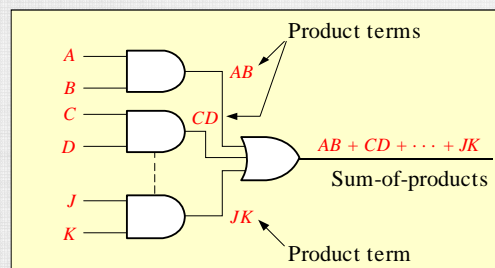 Product terms
A
AB
B
C
CD
D
AB + CD + · · · + JK
Sum-of-products
J
JK
K
Product term